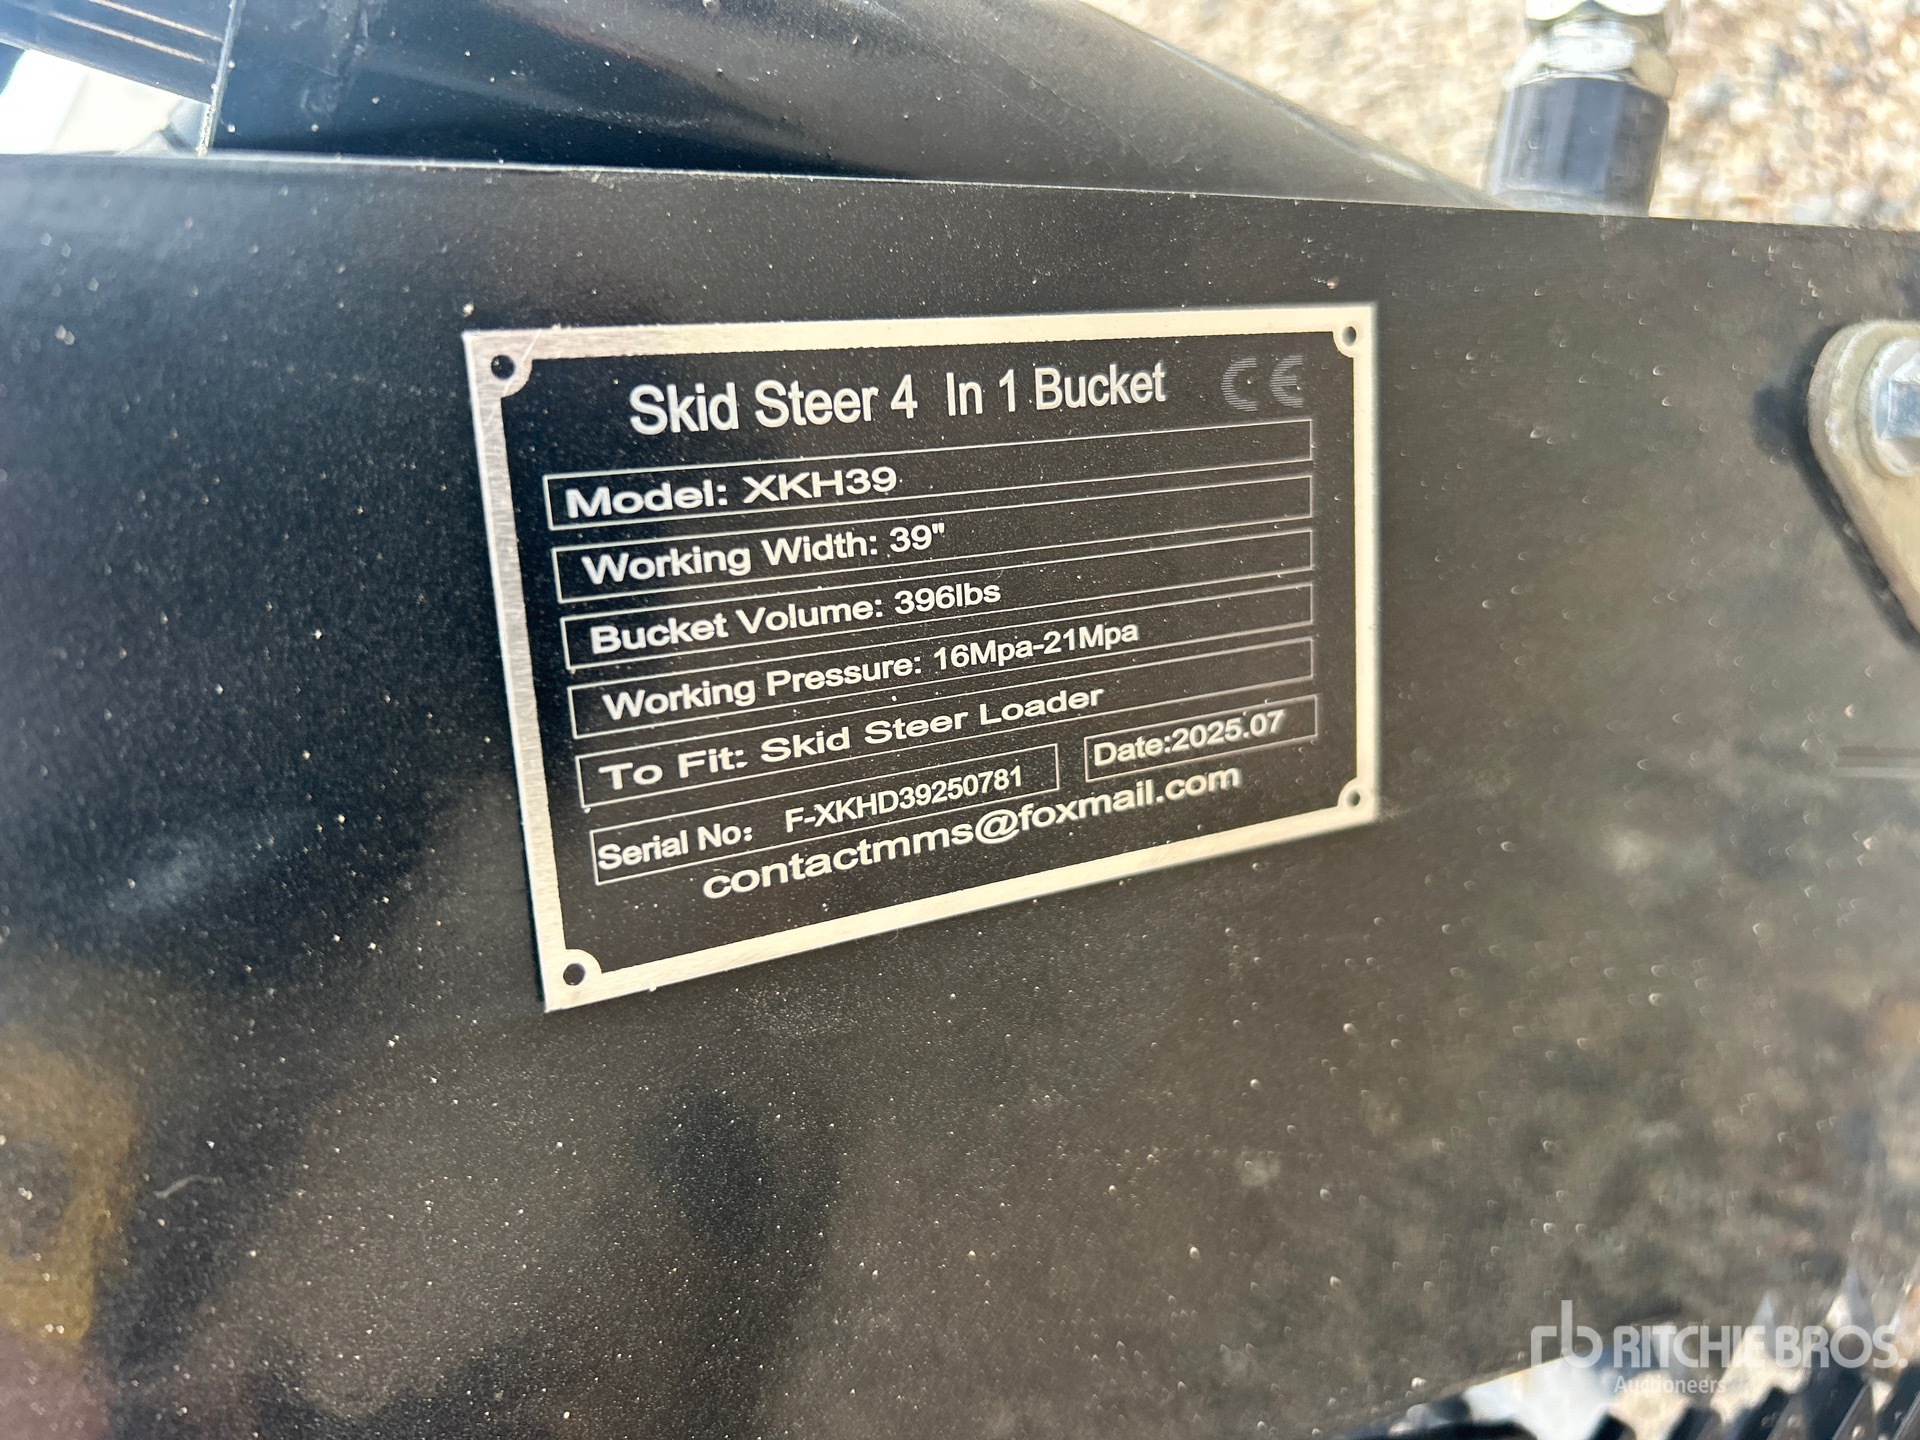 Skid Steer 4 In 1 Bucket CE
Model: XKH39
Working Width: 39"
Bucket Volume: 396lbs
Working Pressure: 16Mpa-21Mpa
To Fit: Skid Steer Loader
Serial No: F-XKHD39250781 Date:2025.07
contactmms@foxmail.com
rb RITCHIE BROS.
Auctioneers